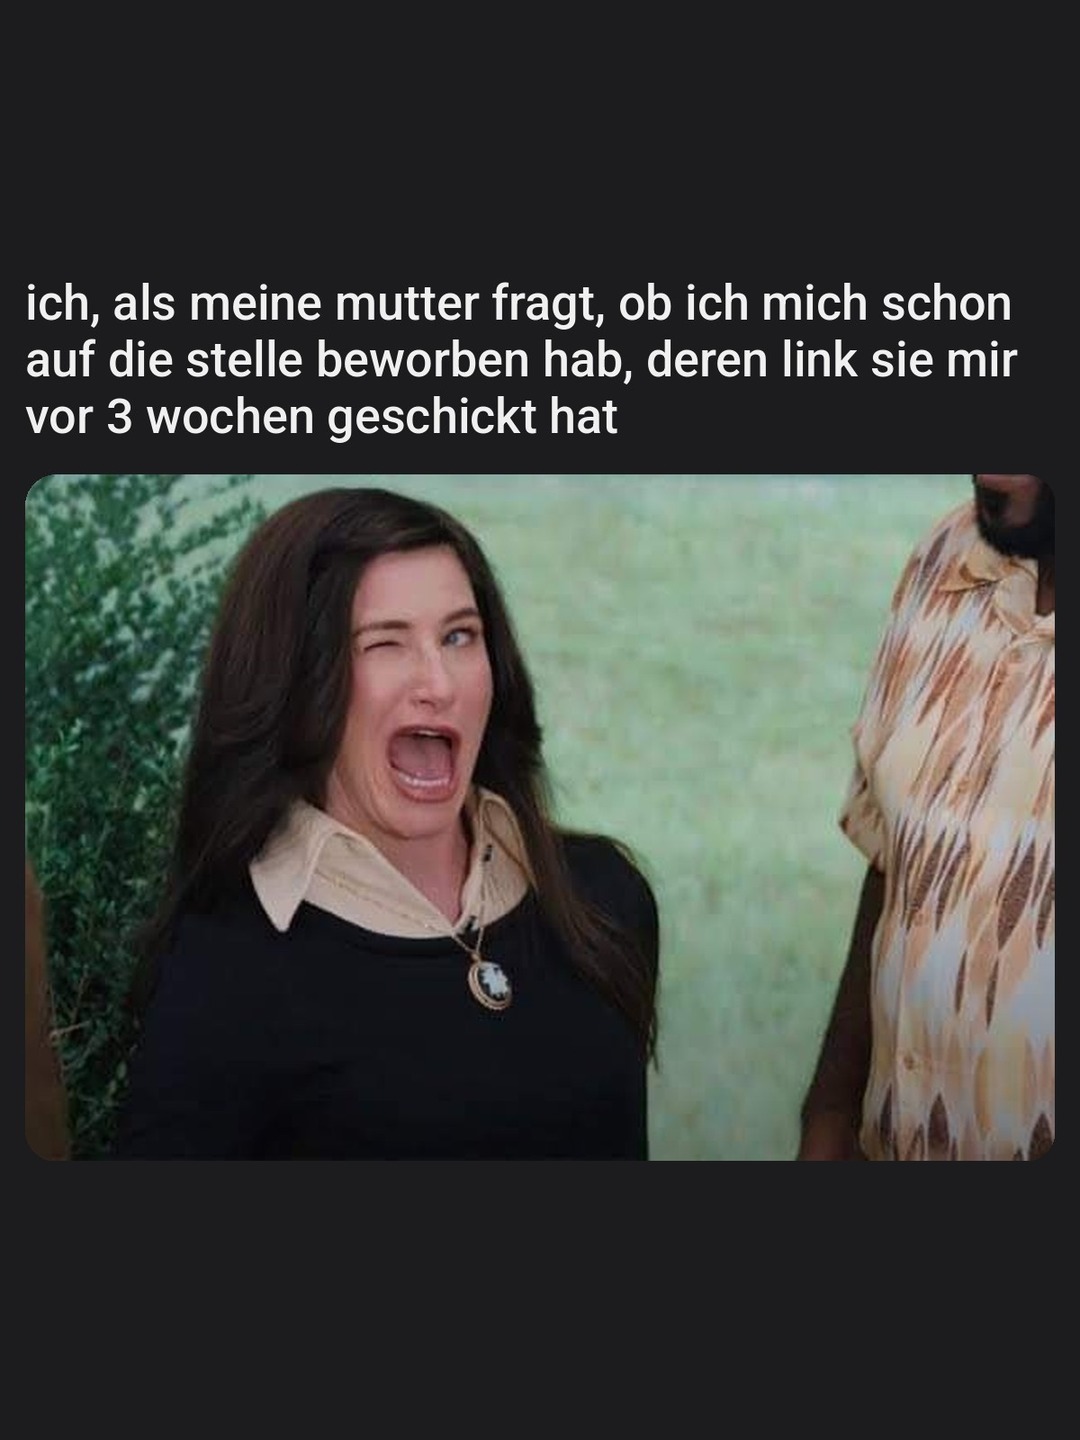 ich, als meine mutter fragt, ob ich mich schon
auf die stelle beworben hab, deren link sie mir
vor 3 wochen geschickt hat